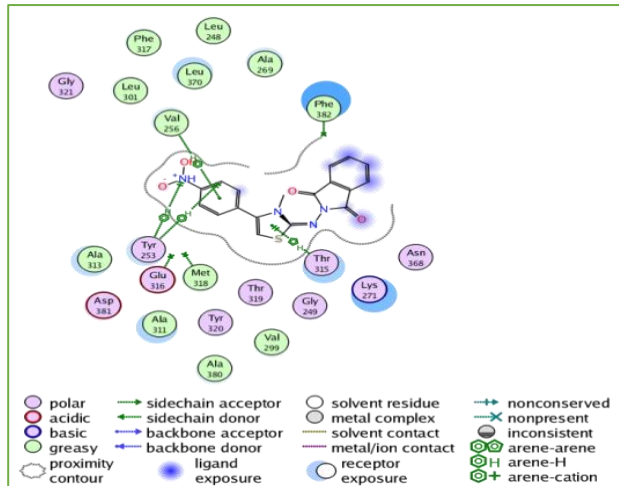 Leu
248
Phe
317
Ala
269
Leu
370
Gly
321
Leu
301
Phe
382
Val
256
H
OH
O
NH
O
N
N
N
O
S
H
H
H
Tyr
253
Thr
315
Asn
368
Ala
313
Glu
316
Met
318
Lys
271
Asp
381
Thr
319
Gly
249
Ala
311
Tyr
320
Val
299
Ala
380
polar
acidic
basic
greasy
proximity
contour
sidechain acceptor
sidechain donor
backbone acceptor
backbone donor
ligand
exposure
solvent residue
metal complex
solvent contact
metal/ion contact
receptor
exposure
nonconserved
nonpresent
inconsistent
arene-arene
H arene-H
+ arene-cation